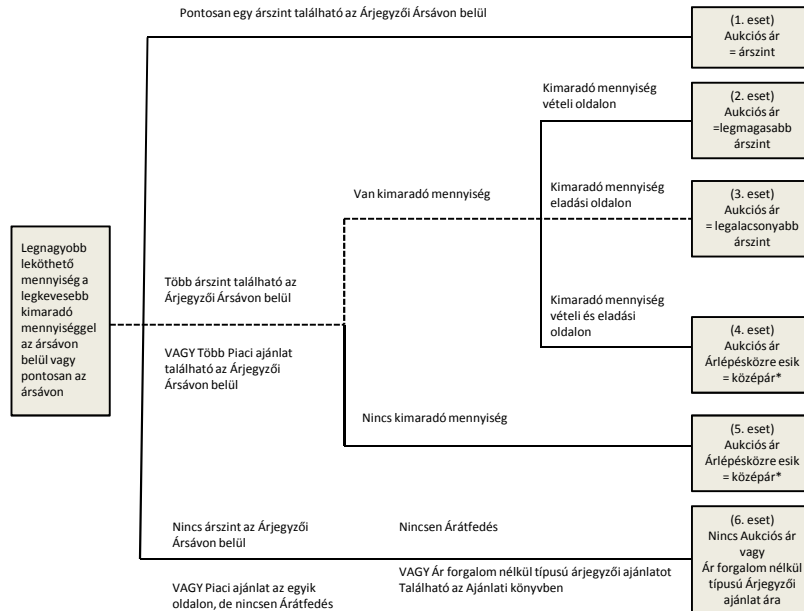 Pontosan egy árszint található az Árjegyzői Ársávon belül
(1. eset)
Aukciós ár
= árszint
Kimaradó mennyiség
vételi oldalon
(2. eset)
Aukciós ár
=legmagasabb
árszint
Van kimaradó mennyiség
Kimaradó mennyiség
eladási oldalon
(3. eset)
Aukciós ár
= legalacsonyabb
árszint
Legnagyobb
leköthető
mennyiség a
legkevesebb
kimaradó
mennyiséggel
az ársávon
belül vagy
pontosan az
ársávon
Több árszint található az
Árjegyzői Ársávon belül
VAGY Több Piaci ajánlat
található az Árjegyzői
Ársávon belül
Kimaradó mennyiség
vételi és eladási
oldalon
(4. eset)
Aukciós ár
Árlépésközre esik
= középár*
Nincs kimaradó mennyiség
(5. eset)
Aukciós ár
Árlépésközre esik
= középár*
Nincs árszint az Árjegyzői
Ársávon belül
VAGY Piaci ajánlat az egyik
oldalon, de nincsen Árátfedés
Nincsen Árátfedés
VAGY Ár forgalom nélkül típusú árjegyzői ajánlatot
Található az Ajánlati könyvben
(6. eset)
Nincs Aukciós ár
vagy
Ár forgalom nélkül
típusú Árjegyzői
ajánlat ára